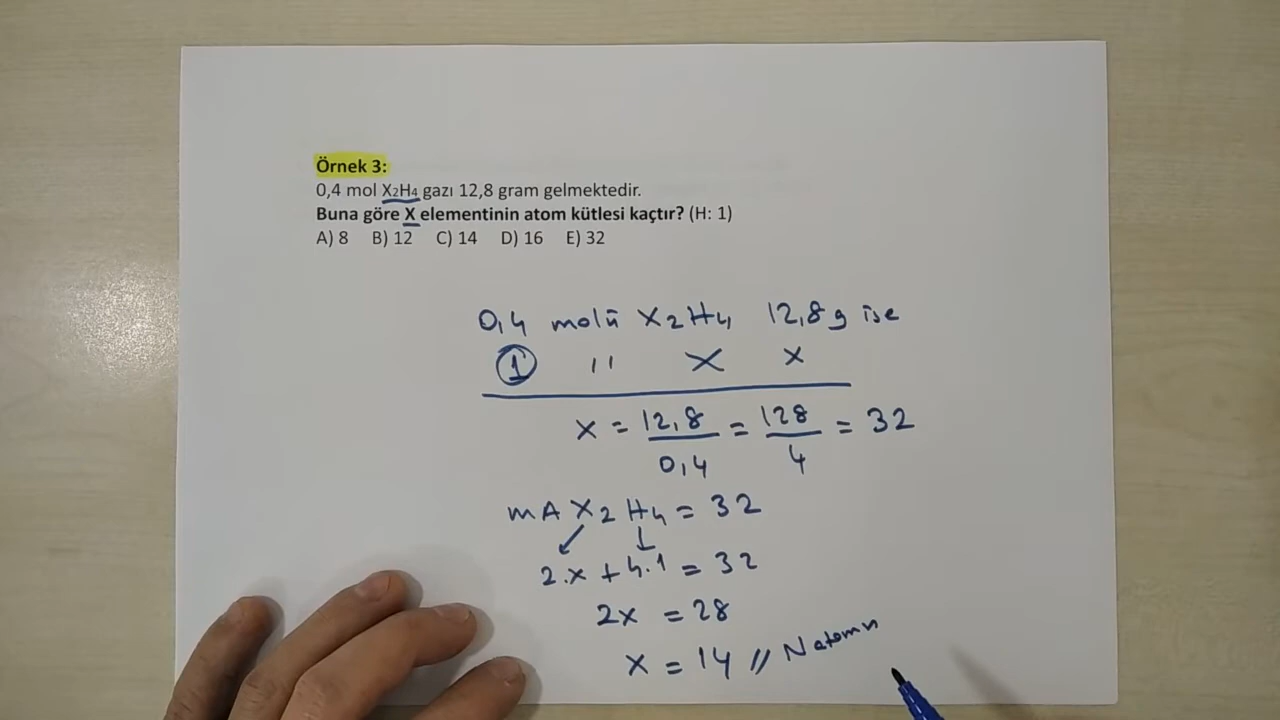 Örnek 3:
0,4 mol X₂H₄ gazı 12,8 gram gelmektedir.
Buna göre X elementinin atom kütlesi kaçtır? (H: 1)
A) 8 B) 12 C) 14 D) 16 E) 32
0,4 molü X₂H₄ 12,8g ise
1 " X x
x = 12,8/0,4 = 128/4 = 32
mA X₂H₄ = 32
2.x + 4.1 = 32
2x = 28
x = 14 // N atomu